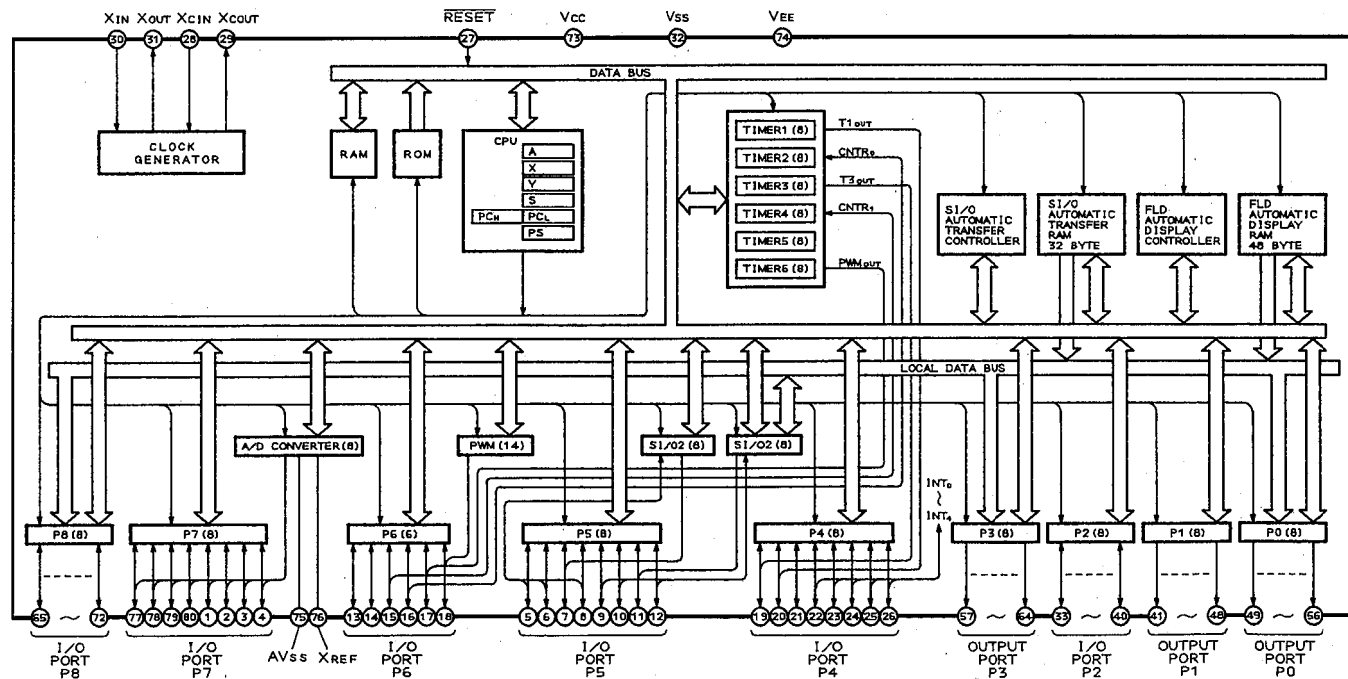 XIN XOUT XCIN XCOUT RESET VCC VSS VEE
30 31 28 29 27 73 32 74
DATA BUS
CLOCK
GENERATOR
RAM
ROM
CPU
A
X
Y
S
PCH PCL
PS
TIMER1 (8)
TIMER2 (8)
TIMER3 (8)
TIMER4 (8)
TIMER5 (8)
TIMER6 (8)
T1OUT
CNTR0
T3OUT
CNTR1
PWMOUT
SI/O
AUTOMATIC
TRANSFER
CONTROLLER
SI/O
AUTOMATIC
TRANSFER
RAM
32 BYTE
FLD
AUTOMATIC
DISPLAY
CONTROLLER
FLD
AUTOMATIC
DISPLAY
RAM
48 BYTE
LOCAL DATA BUS
A/D CONVERTER (8)
PWM (14)
SI/O2 (8)
SI/O2 (8)
INT0
~
INT4
P8 (8) P7 (8) P6 (6) P5 (8) P4 (8) P3 (8) P2 (8) P1 (8) P0 (8)
65 ~ 72 77 78 79 80 1 2 3 4 75 76 13 14 15 16 17 18 5 6 7 8 9 10 11 12 19 20 21 22 23 24 25 26 57 ~ 64 33 ~ 40 41 ~ 48 49 ~ 56
I/O
PORT
P8
I/O
PORT
P7
AVSS XREF
I/O
PORT
P6
I/O
PORT
P5
I/O
PORT
P4
OUTPUT
PORT
P3
I/O
PORT
P2
OUTPUT
PORT
P1
OUTPUT
PORT
P0